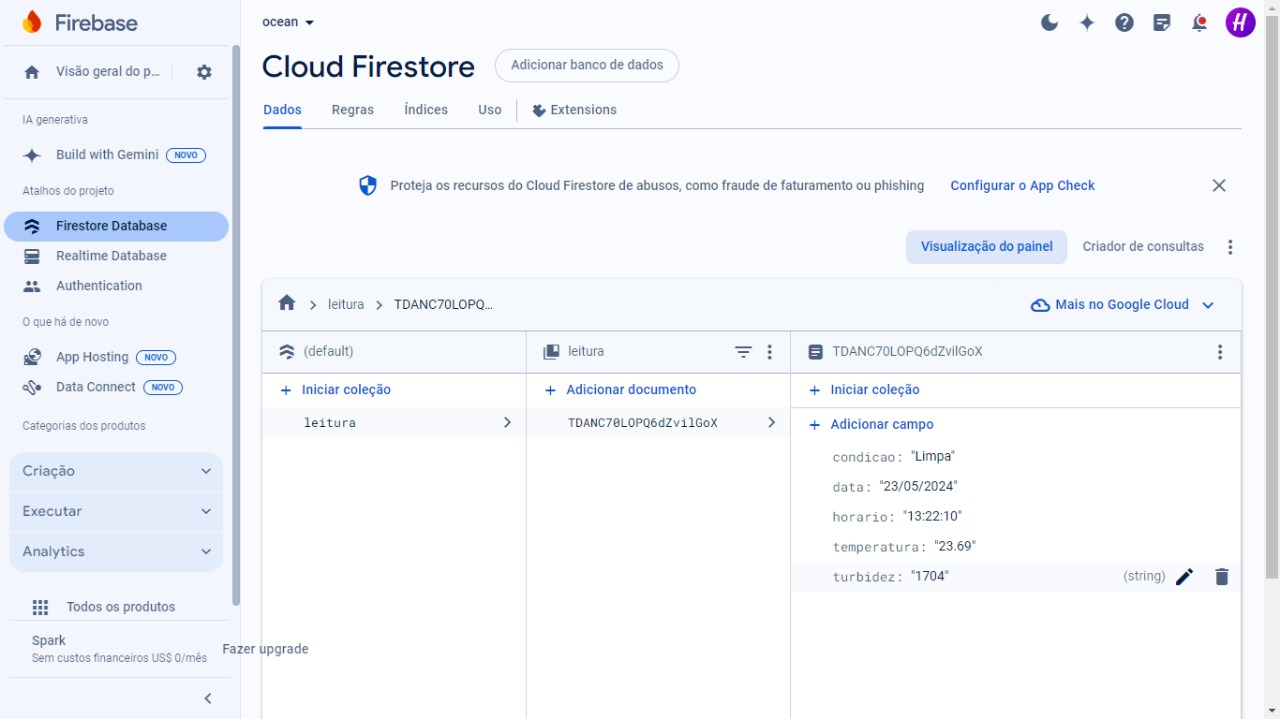 Firebase
Visão geral do p...
IA generativa
Build with Gemini NOVO
Atalhos do projeto
Firestore Database
Realtime Database
Authentication
O que há de novo
App Hosting NOVO
Data Connect NOVO
Categorias dos produtos
Criação
Executar
Analytics
Todos os produtos
Spark
Sem custos financeiros US$ 0/mês
Fazer upgrade
ocean
Cloud Firestore
Adicionar banco de dados
Dados Regras Índices Uso Extensions
Proteja os recursos do Cloud Firestore de abusos, como fraude de faturamento ou phishing Configurar o App Check
Visualização do painel Criador de consultas
leitura TDANC70LOPQ... Mais no Google Cloud
(default)
Iniciar coleção
leitura
leitura
Adicionar documento
TDANC70LOPQ6dZvilGoX
TDANC70LOPQ6dZvilGoX
Iniciar coleção
Adicionar campo
condicao: "Limpa"
data: "23/05/2024"
horario: "13:22:10"
temperatura: "23.69"
turbidez: "1704" (string)